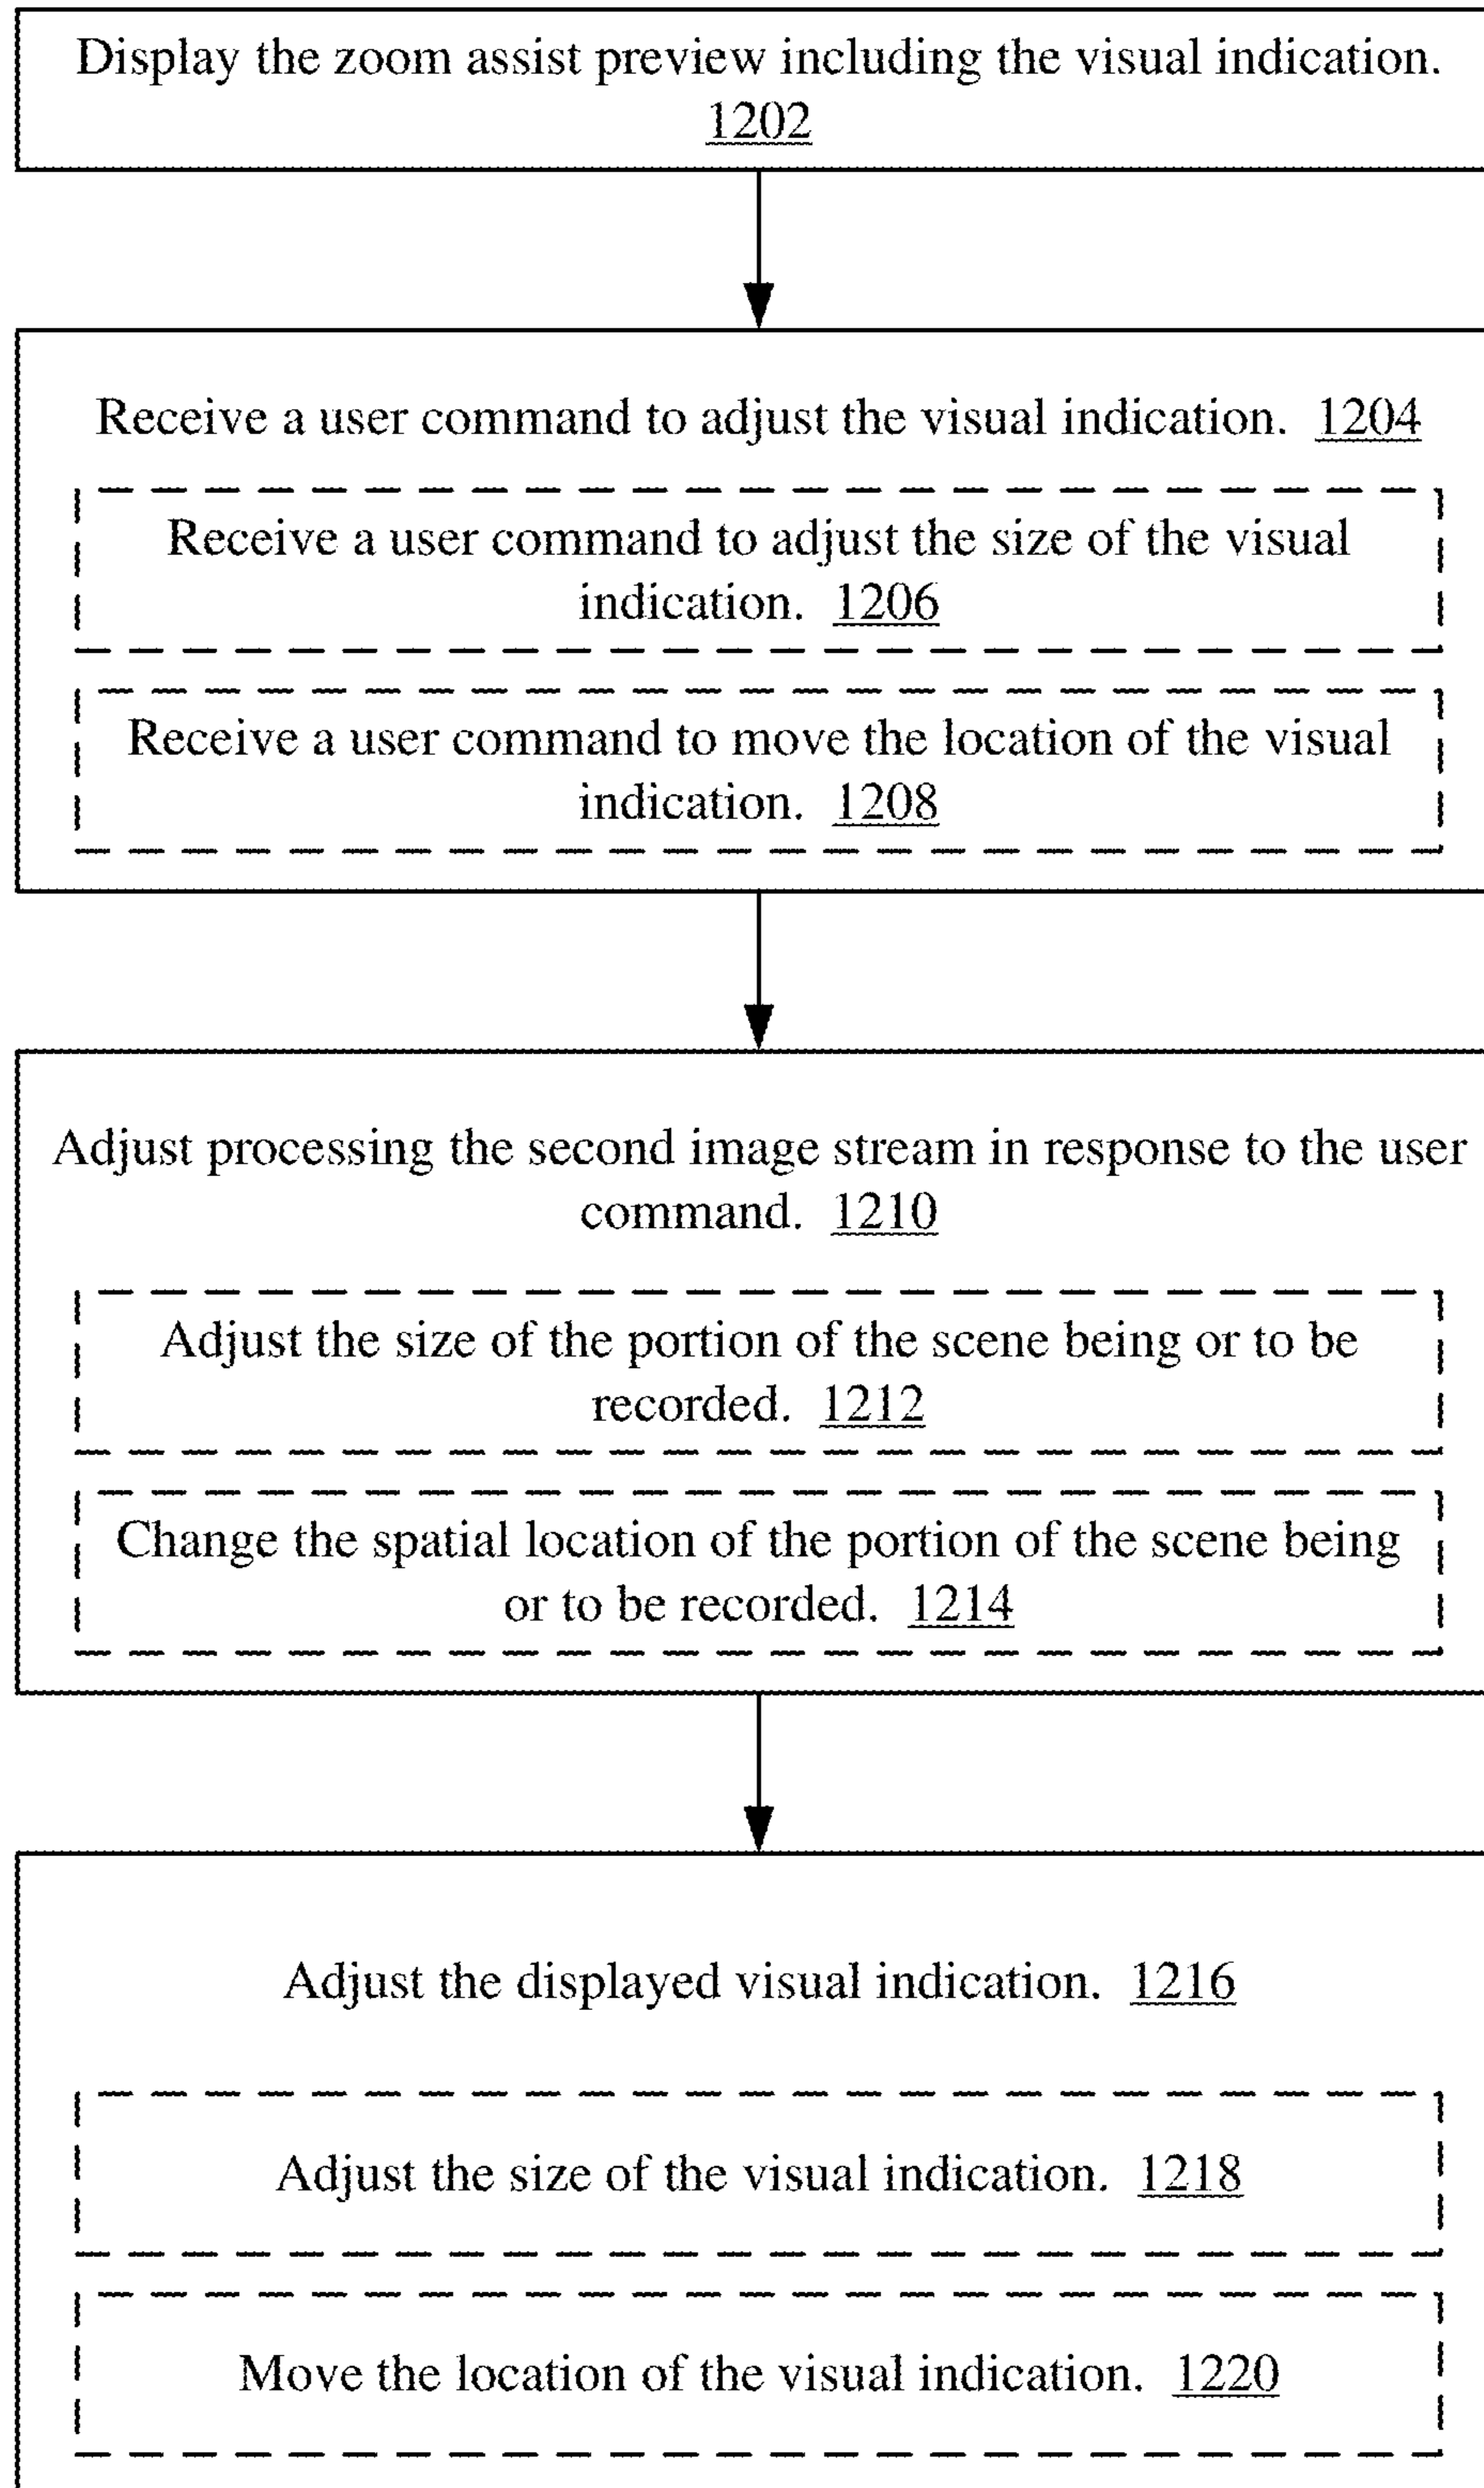 Display the zoom assist preview including the visual indication.
1202
Receive a user command to adjust the visual indication. 1204
Receive a user command to adjust the size of the visual
indication. 1206
Receive a user command to move the location of the visual
indication. 1208
Adjust processing the second image stream in response to the user
command. 1210
Adjust the size of the portion of the scene being or to be
recorded. 1212
Change the spatial location of the portion of the scene being
or to be recorded. 1214
Adjust the displayed visual indication. 1216
Adjust the size of the visual indication. 1218
Move the location of the visual indication. 1220